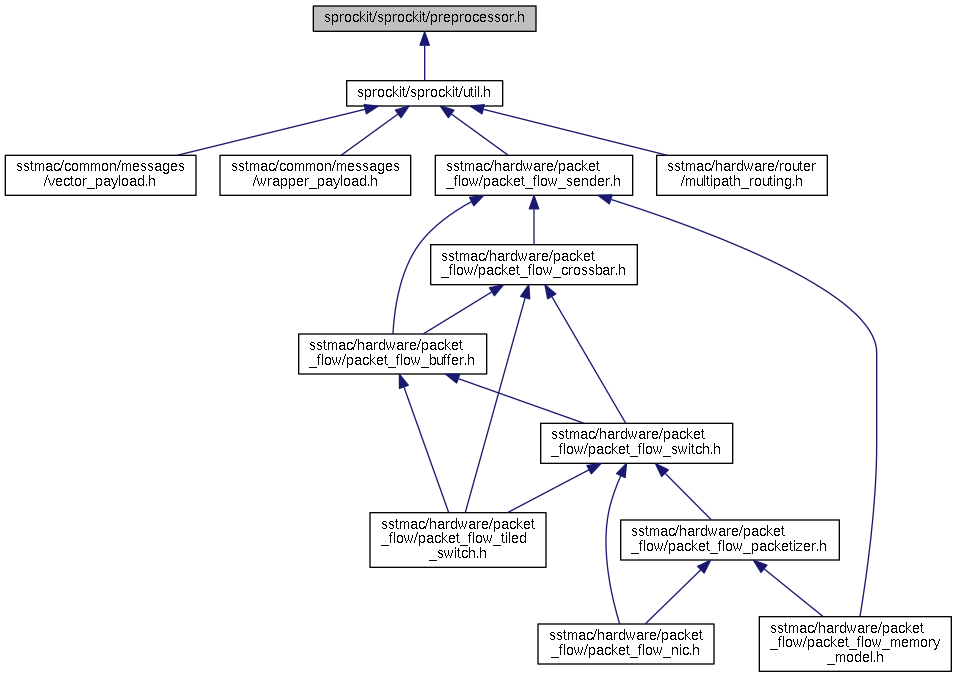 sprockit/sprockit/preprocessor.h
sprockit/sprockit/util.h
sstmac/common/messages
/vector_payload.h
sstmac/common/messages
/wrapper_payload.h
sstmac/hardware/packet
_flow/packet_flow_sender.h
sstmac/hardware/router
/multipath_routing.h
sstmac/hardware/packet
_flow/packet_flow_crossbar.h
sstmac/hardware/packet
_flow/packet_flow_buffer.h
sstmac/hardware/packet
_flow/packet_flow_switch.h
sstmac/hardware/packet
_flow/packet_flow_tiled
_switch.h
sstmac/hardware/packet
_flow/packet_flow_packetizer.h
sstmac/hardware/packet
_flow/packet_flow_nic.h
sstmac/hardware/packet
_flow/packet_flow_memory
_model.h